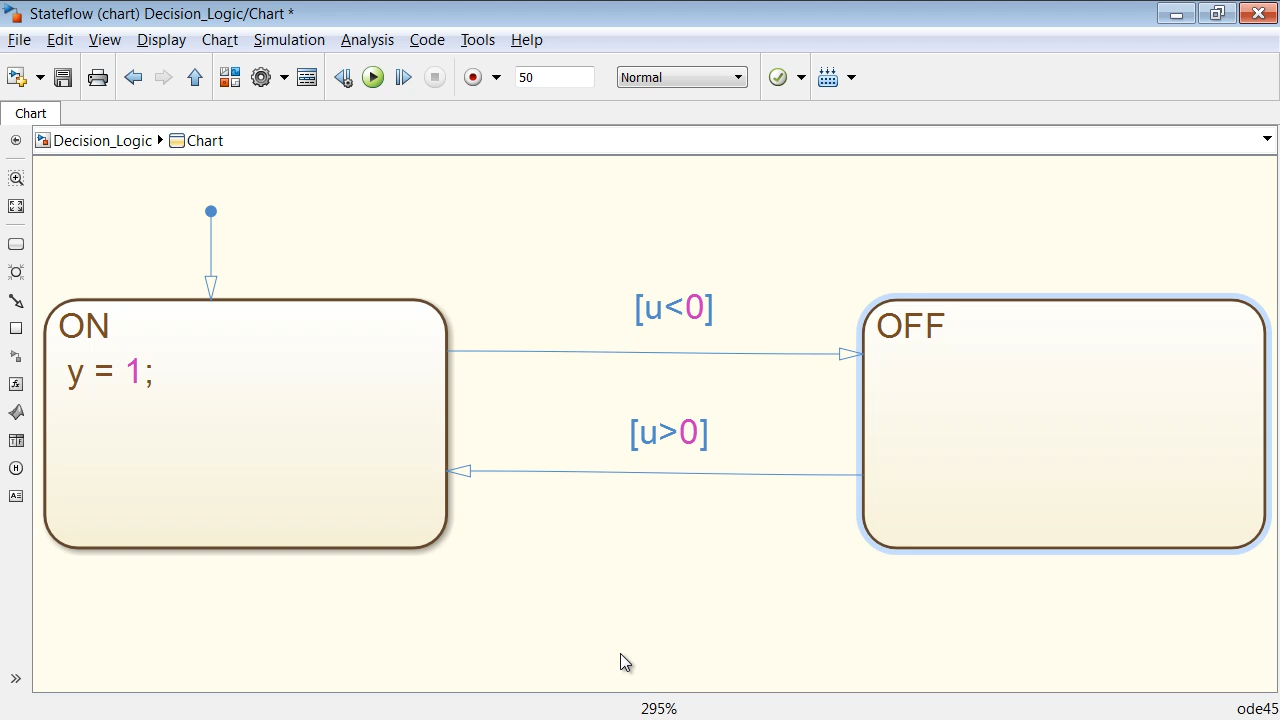 Stateflow (chart) Decision_Logic/Chart *
File Edit View Display Chart Simulation Analysis Code Tools Help
50 Normal
Chart
Decision_Logic Chart
[u<0]
ON OFF
y = 1;
[u>0]
295% ode45